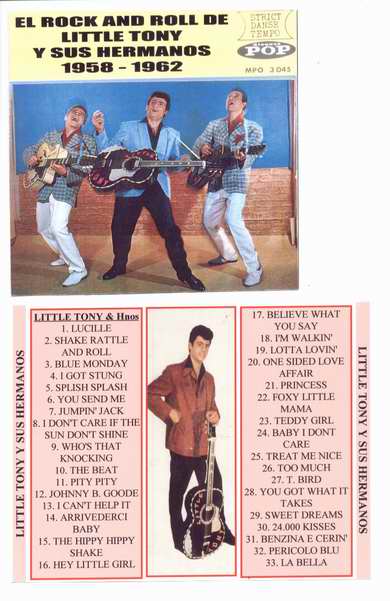 EL ROCK AND ROLL DE
LITTLE TONY
Y SUS HERMANOS
1958 - 1962
STRICT
DANSE
TEMPO
POP
MPO 3 045
LITTLE TONY Y SUS HERMANOS
LITTLE TONY & Hnos
1. LUCILLE
2. SHAKE RATTLE
AND ROLL
3. BLUE MONDAY
4. I GOT STUNG
5. SPLISH SPLASH
6. YOU SEND ME
7. JUMPIN' JACK
8. I DON'T CARE IF THE
SUN DON'T SHINE
9. WHO'S THAT
KNOCKING
10. THE BEAT
11. PITY PITY
12. JOHNNY B. GOODE
13. I CAN'T HELP IT
14. ARRIVEDERCI
BABY
15. THE HIPPY HIPPY
SHAKE
16. HEY LITTLE GIRL
TONY
17. BELIEVE WHAT
YOU SAY
18. I'M WALKIN'
19. LOTTA LOVIN'
20. ONE SIDED LOVE
AFFAIR
21. PRINCESS
22. FOXY LITTLE
MAMA
23. TEDDY GIRL
24. BABY I DONT
CARE
25. TREAT ME NICE
26. TOO MUCH
27. T. BIRD
28. YOU GOT WHAT IT
TAKES
29. SWEET DREAMS
30. 24.000 KISSES
31. BENZINA E CERIN'
32. PERICOLO BLU
33. LA BELLA
LITTLE TONY Y SUS HERMANOS